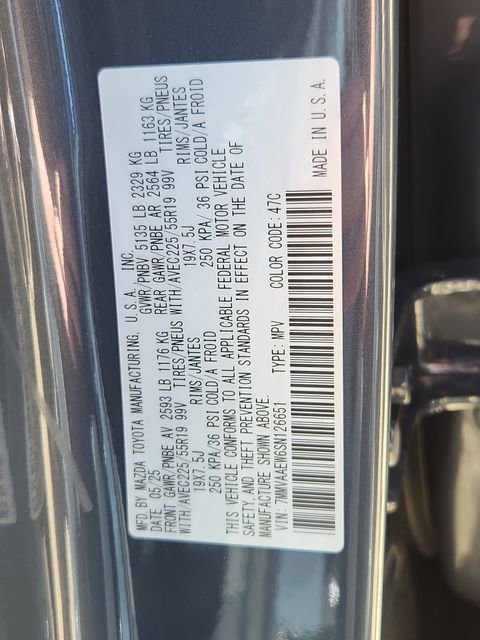 MFD.BY MAZDA TOYOTA MANUFACTURING, U.S.A., INC.
DATE 05/25 GVWR/PNBV 5135 LB 2329 KG
FRONT GAWR/PNBE AV 2593 LB 1176 KG REAR GAWR/PNBE AR 2564 LB 1163 KG
WITH/AVEC225/55R19 99V TIRES/PNEUS WITH/AVEC225/55R19 99V TIRES/PNEUS
19X7.5J RIMS/JANTES 19X7.5J RIMS/JANTES
250 KPA/36 PSI COLD/A FROID 250 KPA/ 36 PSI COLD/A FROID
THIS VEHICLE CONFORMS TO ALL APPLICABLE FEDERAL MOTOR VEHICLE
SAFETY, AND THEFT PREVENTION STANDARDS IN EFFECT ON THE DATE OF
MANUFACTURE SHOWN ABOVE.
VIN: 7MMVAAEW6SN126651 TYPE: MPV COLOR CODE: 47C
MADE IN U.S.A.